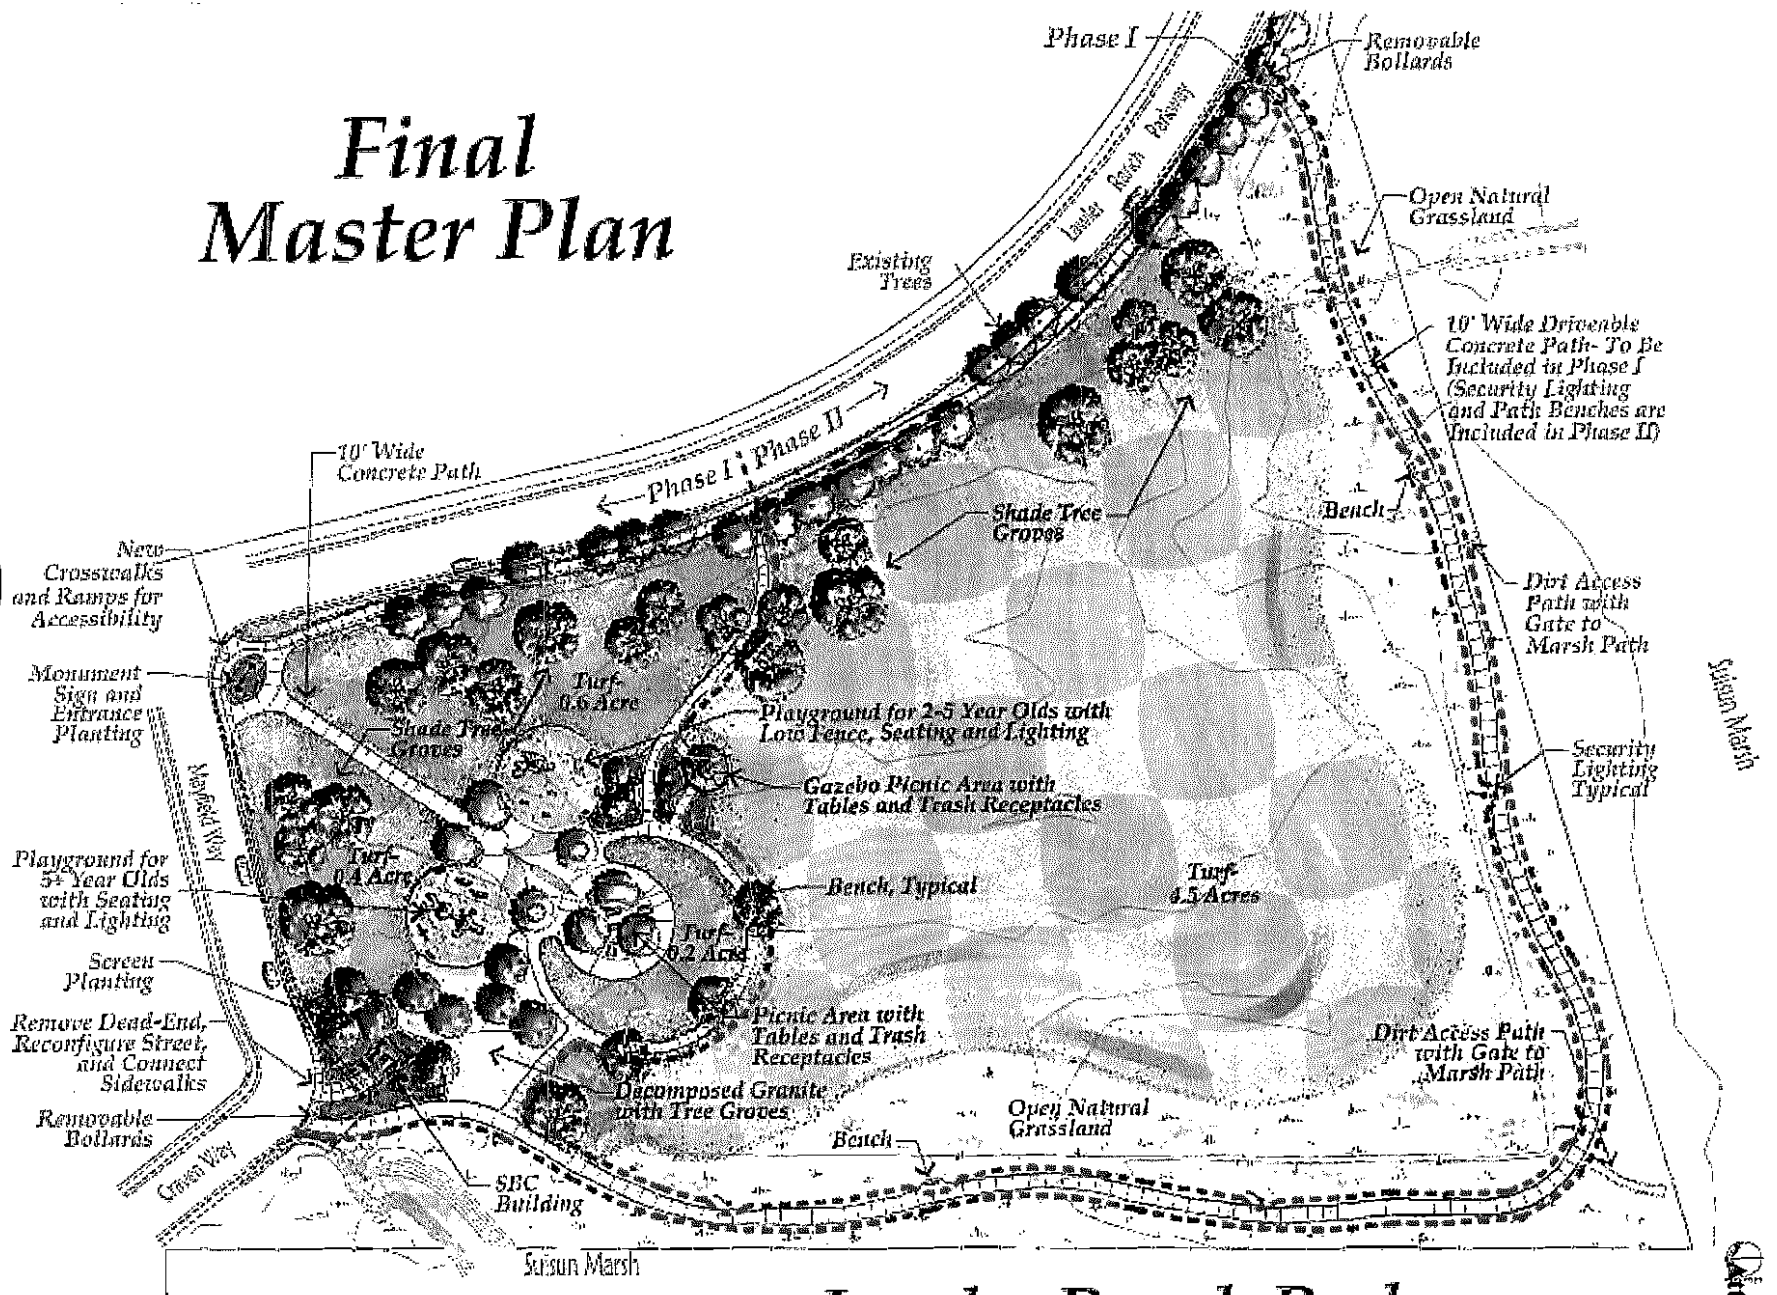 Final
Master Plan
Phase I
Removable
Bollards
Lawler Ranch Parkway
Open Natural
Grassland
Existing
Trees
10' Wide Driveable
Concrete Path- To Be
Included in Phase I
(Security Lighting
and Path Benches are
Included in Phase II)
10' Wide
Concrete Path
Phase I
Phase II
Shade Tree
Groves
Bench
New
Crosswalks
and Ramps for
Accessibility
Dirt Access
Path with
Gate to
Marsh Path
Monument
Sign and
Entrance
Planting
Turf-
0.6 Acre
Shade Tree
Groves
Playground for 2-5 Year Olds with
Low Fence, Seating and Lighting
Suisun Marsh
Mayfield Way
Gazebo Picnic Area with
Tables and Trash Receptacles
Security
Lighting
Typical
Playground for
5+ Year Olds
with Seating
and Lighting
Turf-
0.4 Acre
Bench, Typical
Turf-
4.5 Acres
Turf-
0.2 Acre
Screen
Planting
Remove Dead-End,
Reconfigure Street,
and Connect
Sidewalks
Picnic Area with
Tables and Trash
Receptacles
Dirt Access Path
with Gate to
Marsh Path
Decomposed Granite
with Tree Groves
Removable
Bollards
Open Natural
Grassland
Bench
Craven Way
SBC
Building
Suisun Marsh